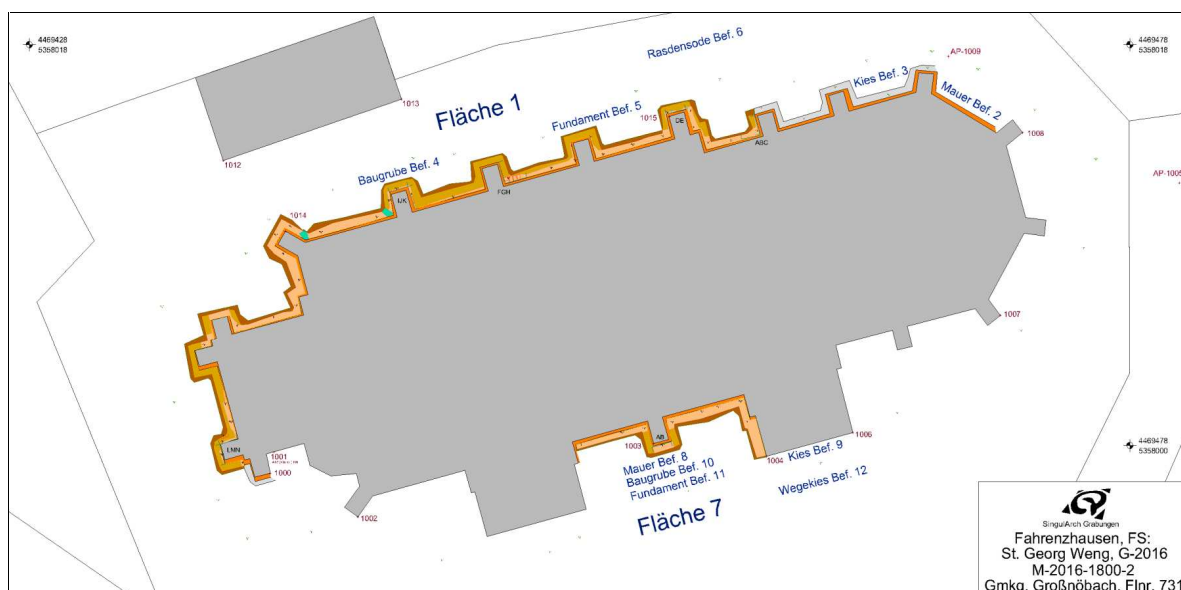 4469428
5358018
Rasdensode Bef. 6
AP-1009
4469478
5358018
Kies Bef. 3
Mauer Bef. 2
1013
Fläche 1
Fundament Bef. 5
1015
DE
ABC
1008
1012
Baugrube Bef. 4
AP-1005
IJK
FGH
1014
1007
1003
AB
1006
1004
Kies Bef. 9
4469478
5358000
LMN
1001
1000
Mauer Bef. 8
Baugrube Bef. 10
Fundament Bef. 11
Wegekies Bef. 12
1002
Fläche 7
SingulArch Grabungen
Fahrenzhausen, FS:
St. Georg Weng, G-2016
M-2016-1800-2
Gmkg. Großnöbach, Flnr. 731